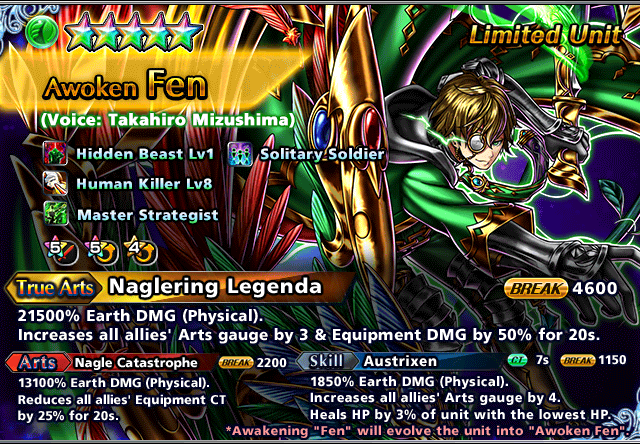 Limited Unit
Awoken Fen
(Voice: Takahiro Mizushima)
Hidden Beast Lv1 Solitary Soldier
Human Killer Lv8
Master Strategist
5 5 4
True Arts Naglering Legenda BREAK 4600
21500% Earth DMG (Physical).
Increases all allies' Arts gauge by 3 & Equipment DMG by 50% for 20s.
Arts Nagle Catastrophe BREAK 2200 Skill Austrixen CT 7s BREAK 1150
13100% Earth DMG (Physical).
Reduces all allies' Equipment CT
by 25% for 20s.
1850% Earth DMG (Physical).
Increases all allies' Arts gauge by 4.
Heals HP by 3% of unit with the lowest HP.
*Awakening "Fen" will evolve the unit into "Awoken Fen".